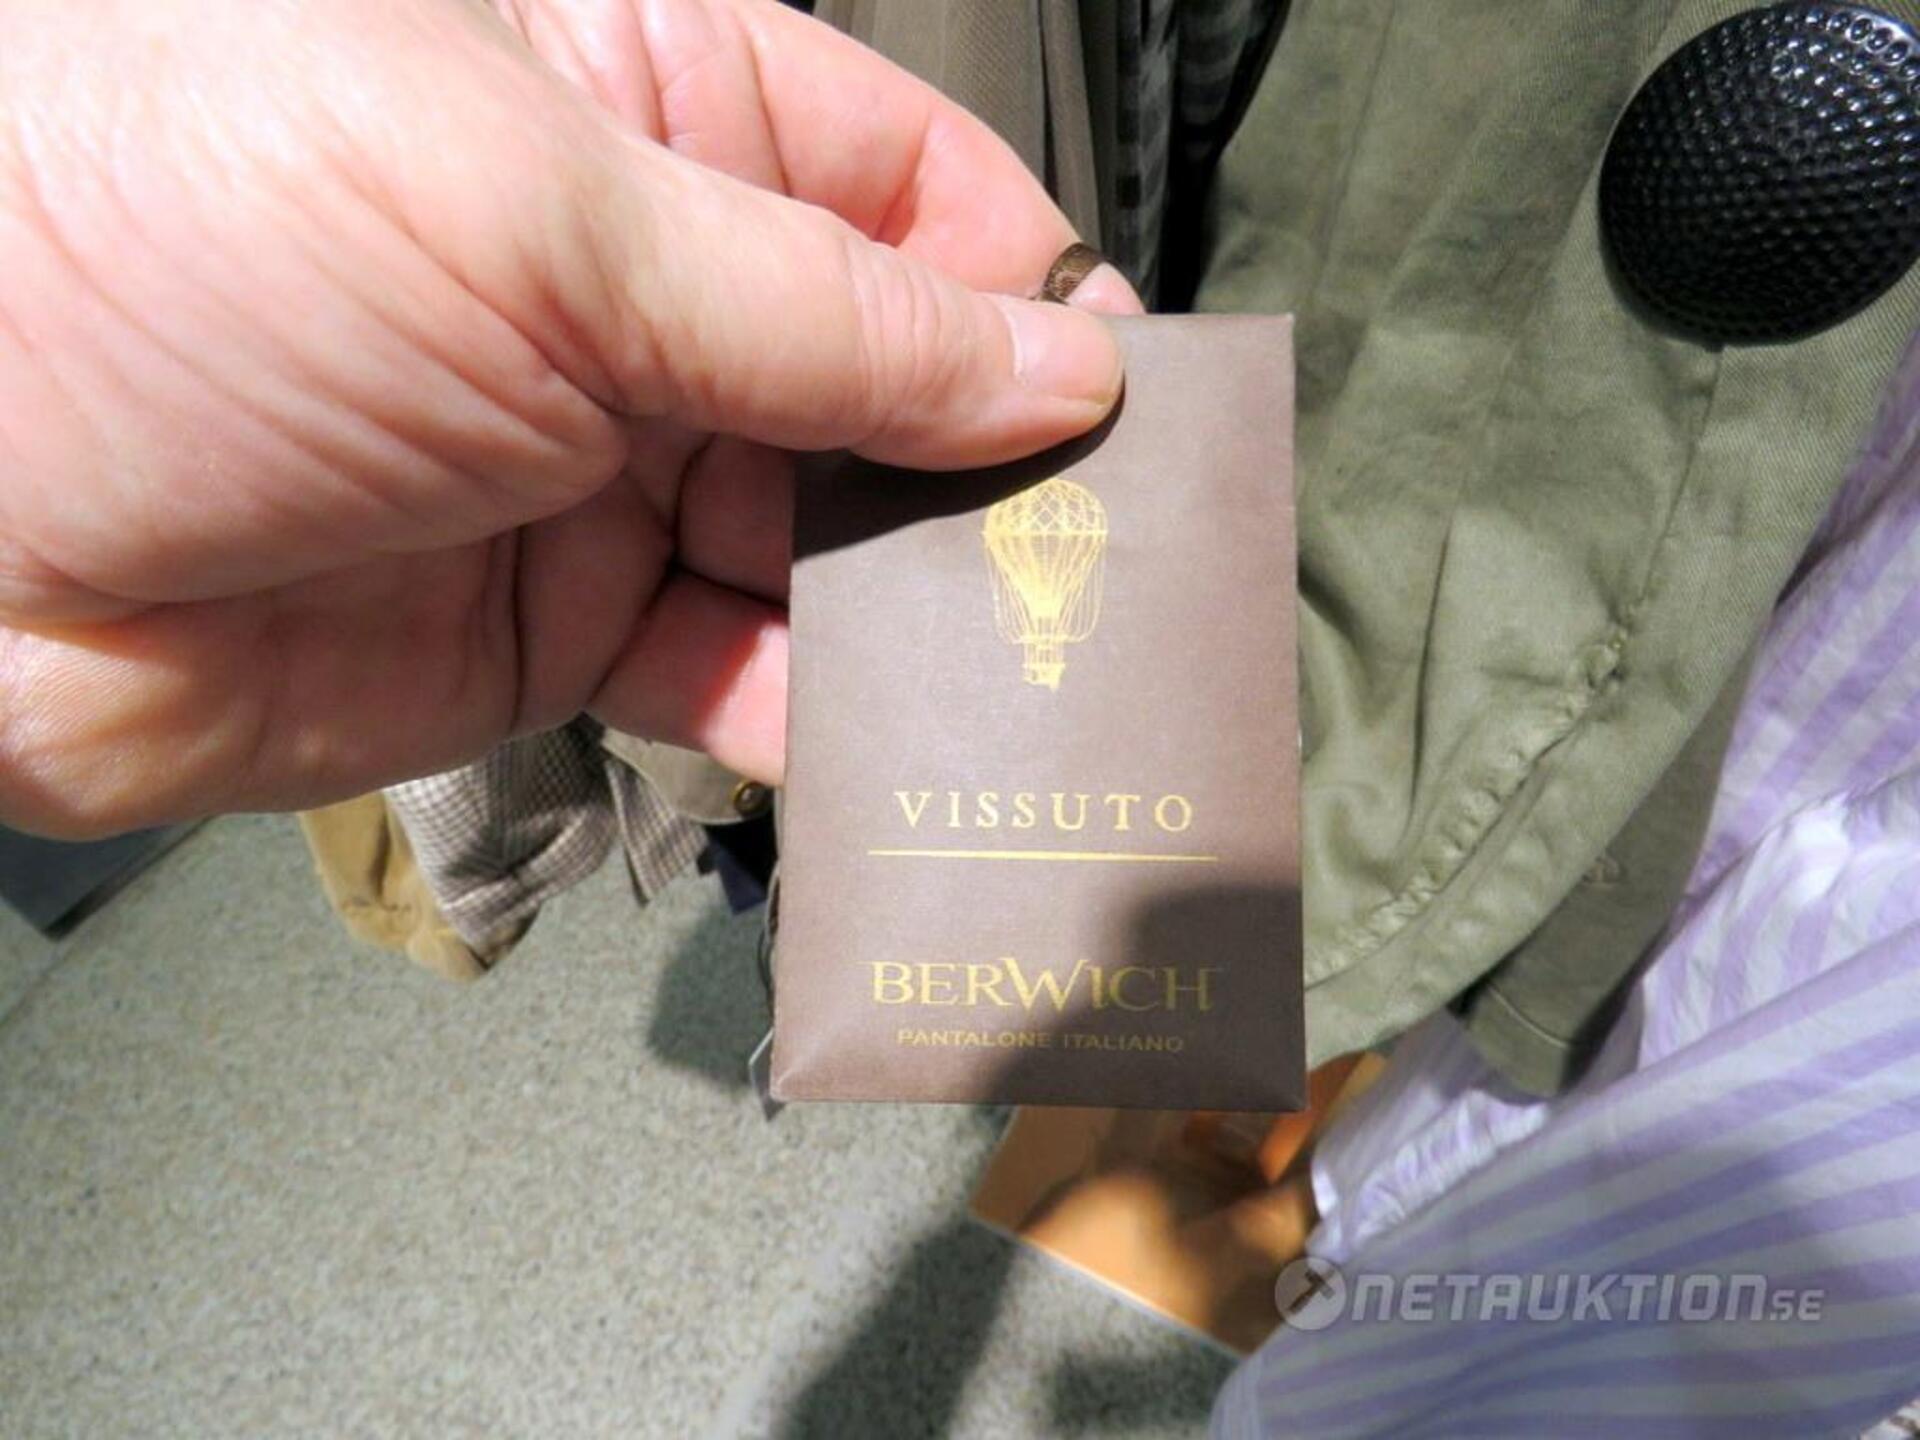 VISSUTO
BERWICH
PANTALONE ITALIANO
NETAUKTION.SE